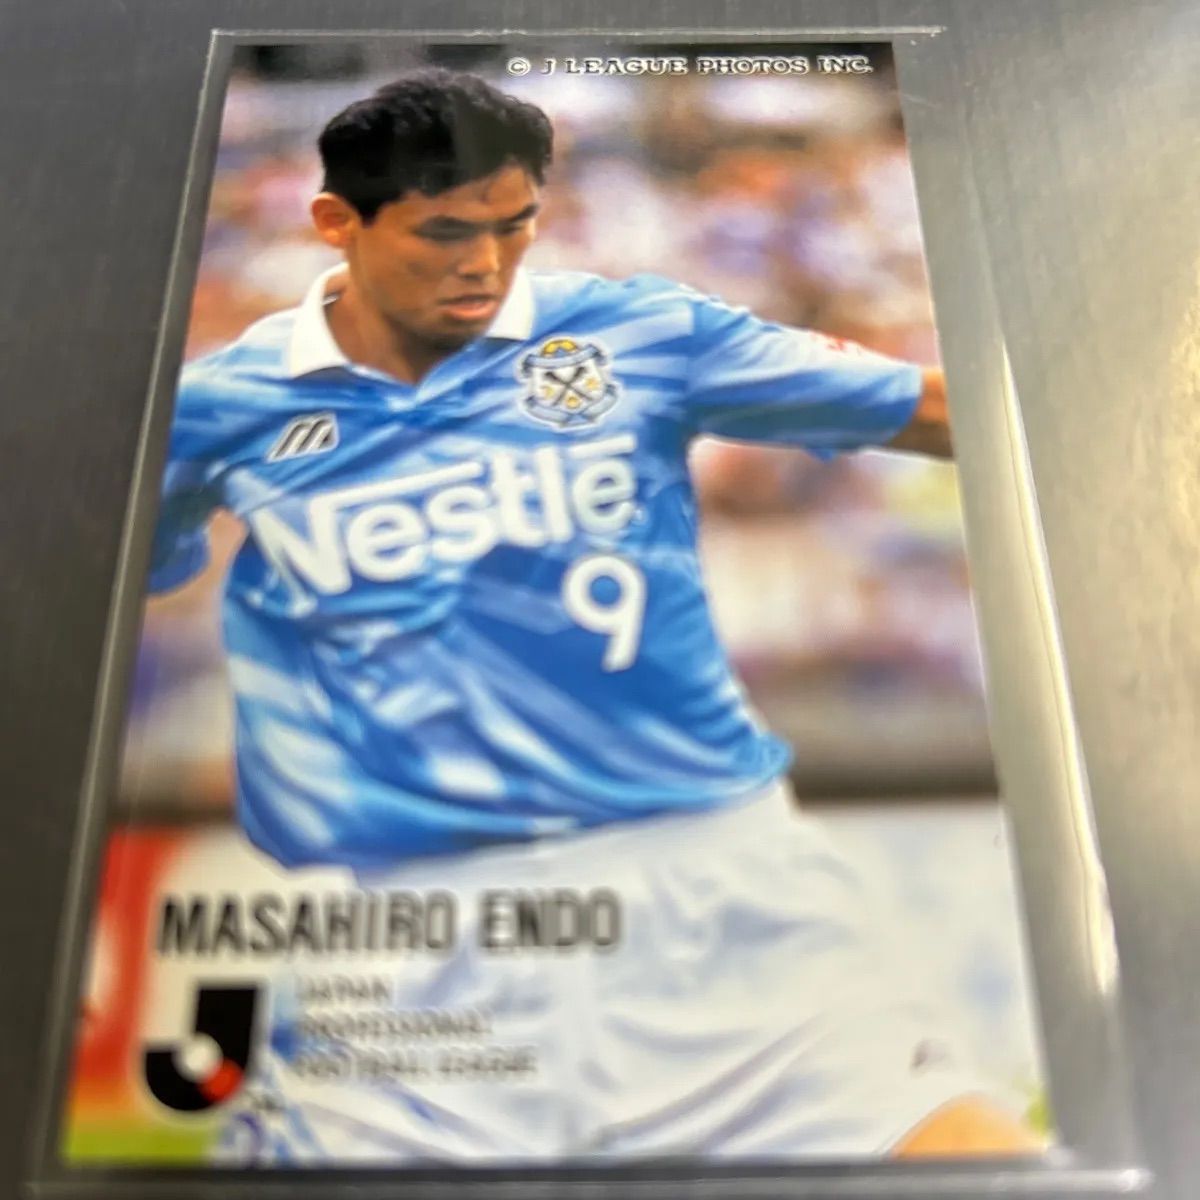 © J LEAGUE PHOTOS INC.
M
Nestlé
9
MASAHIRO ENDO
JAPAN
PROFESSIONAL
FOOTBALL LEAGUE